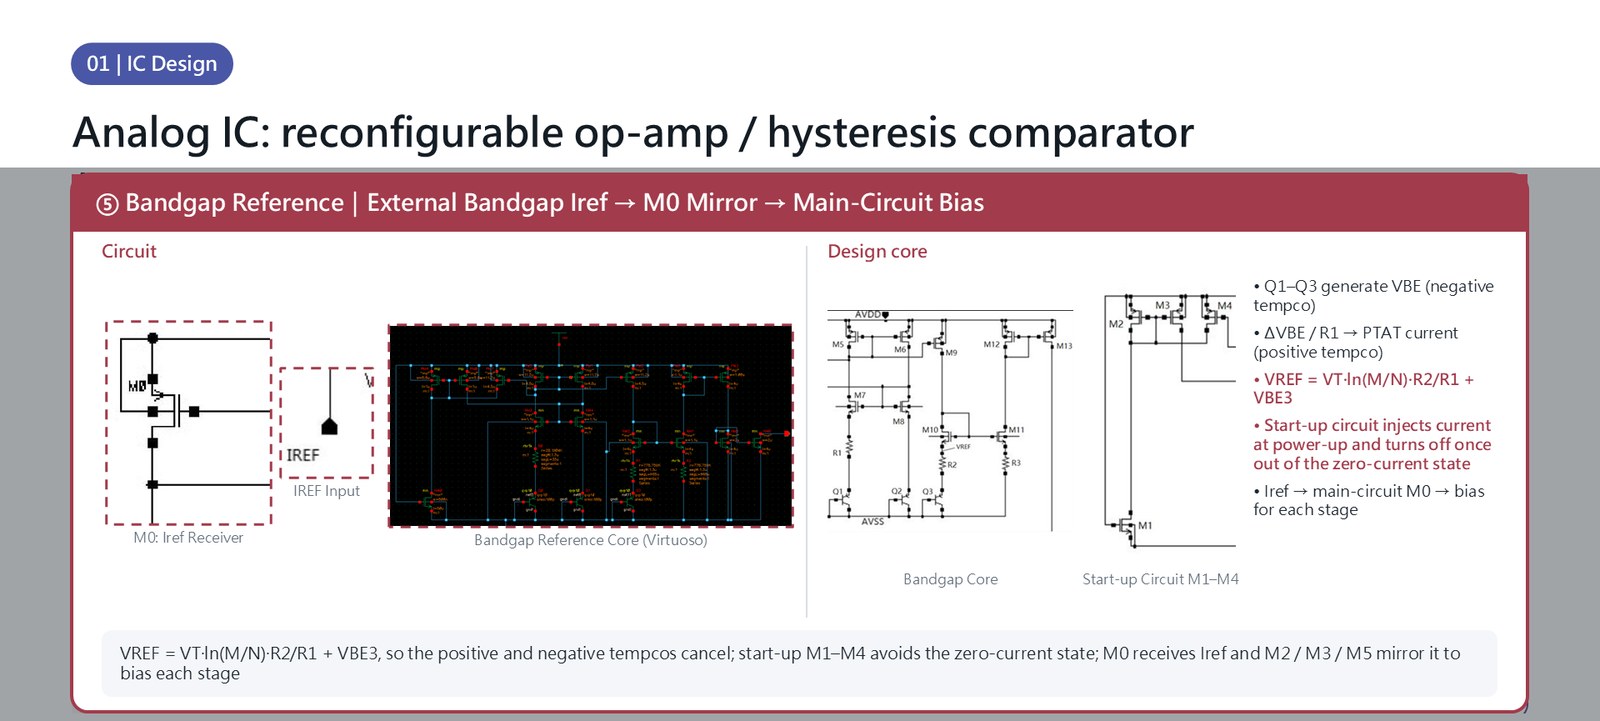 01 | IC Design
Analog IC: reconfigurable op-amp / hysteresis comparator
⑤ Bandgap Reference | External Bandgap Iref → M0 Mirror → Main-Circuit Bias
Circuit
M0
IREF
IREF Input
M0: Iref Receiver
Bandgap Reference Core (Virtuoso)
Design core
AVDD
M5
M6
M9
M12
M13
M7
M8
M10
M11
VREF
R1
R2
R3
Q1
Q2
Q3
AVSS
Bandgap Core
M2
M3
M4
M1
Start-up Circuit M1–M4
• Q1–Q3 generate VBE (negative
tempco)
• ΔVBE / R1 → PTAT current
(positive tempco)
• VREF = VT·ln(M/N)·R2/R1 +
VBE3
• Start-up circuit injects current
at power-up and turns off once
out of the zero-current state
• Iref → main-circuit M0 → bias
for each stage
VREF = VT·ln(M/N)·R2/R1 + VBE3, so the positive and negative tempcos cancel; start-up M1–M4 avoids the zero-current state; M0 receives Iref and M2 / M3 / M5 mirror it to
bias each stage